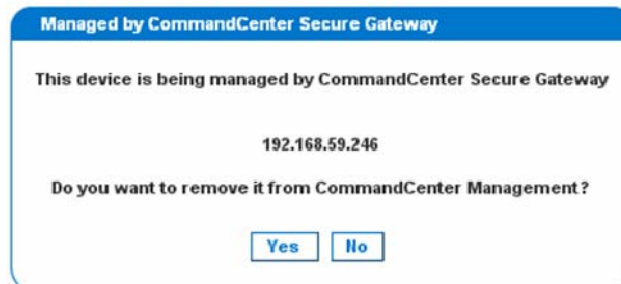 Managed by CommandCenter Secure Gateway
This device is being managed by CommandCenter Secure Gateway
192.168.59.246
Do you want to remove it from CommandCenter Management?
Yes No